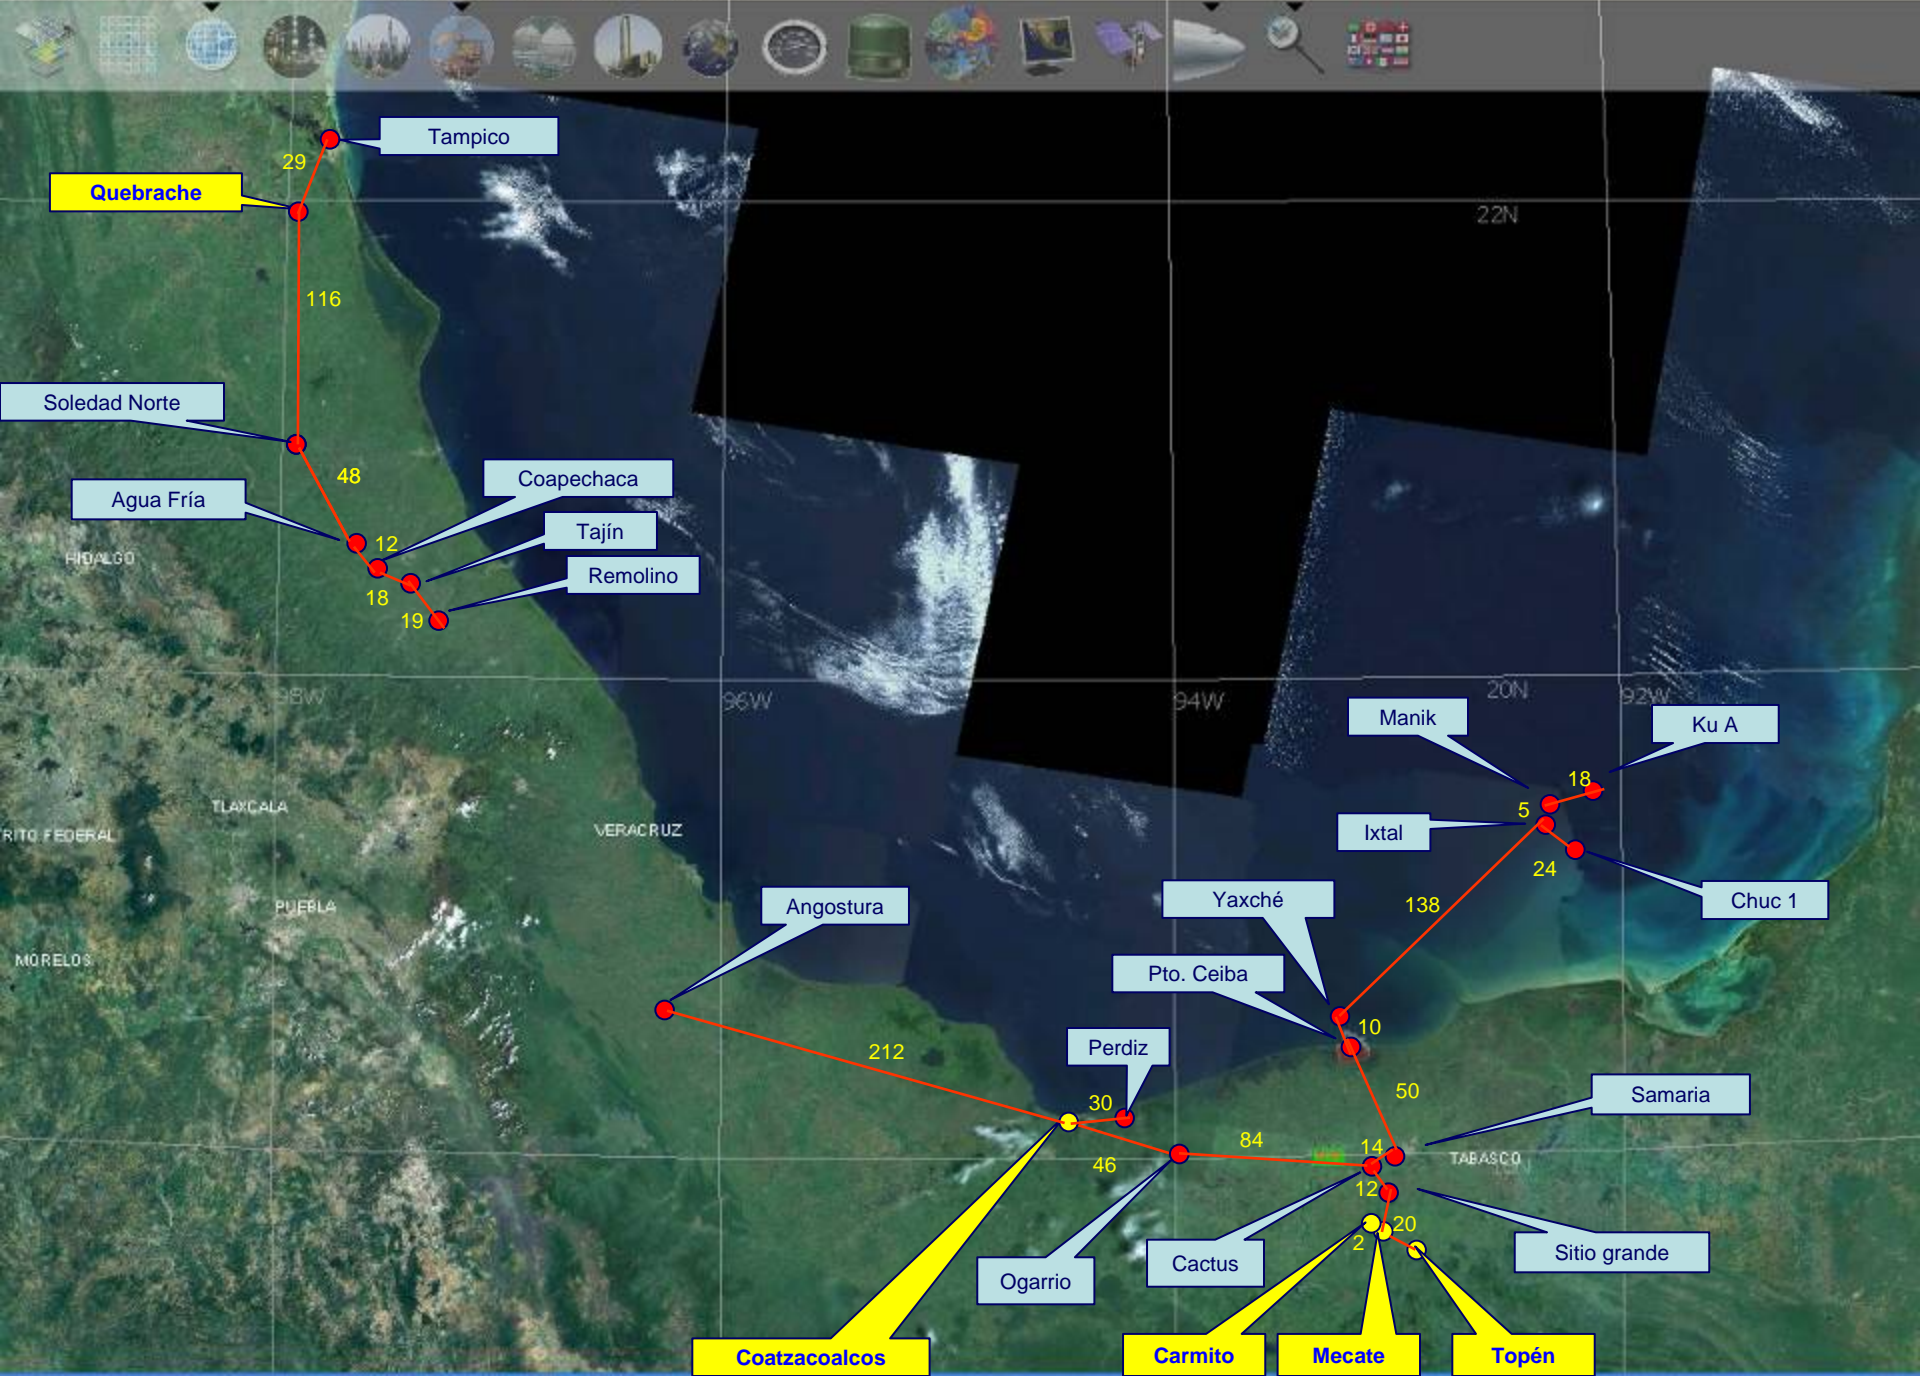 Tampico
29
Quebrache
22N
116
Soledad Norte
48
Coapechaca
Agua Fría
12
Tajín
HIDALGO
Remolino
18
19
98W
96W
94W
20N
92W
Manik
Ku A
18
5
TLAXCALA
RITO FEDERAL
VERACRUZ
Ixtal
24
Chuc 1
138
Yaxché
Angostura
PUEBLA
MORELOS
Pto. Ceiba
10
Perdiz
212
50
Samaria
30
84
14
46
TABASCO
12
20
2
Sitio grande
Cactus
Ogarrio
Coatzacoalcos
Carmito
Mecate
Topén